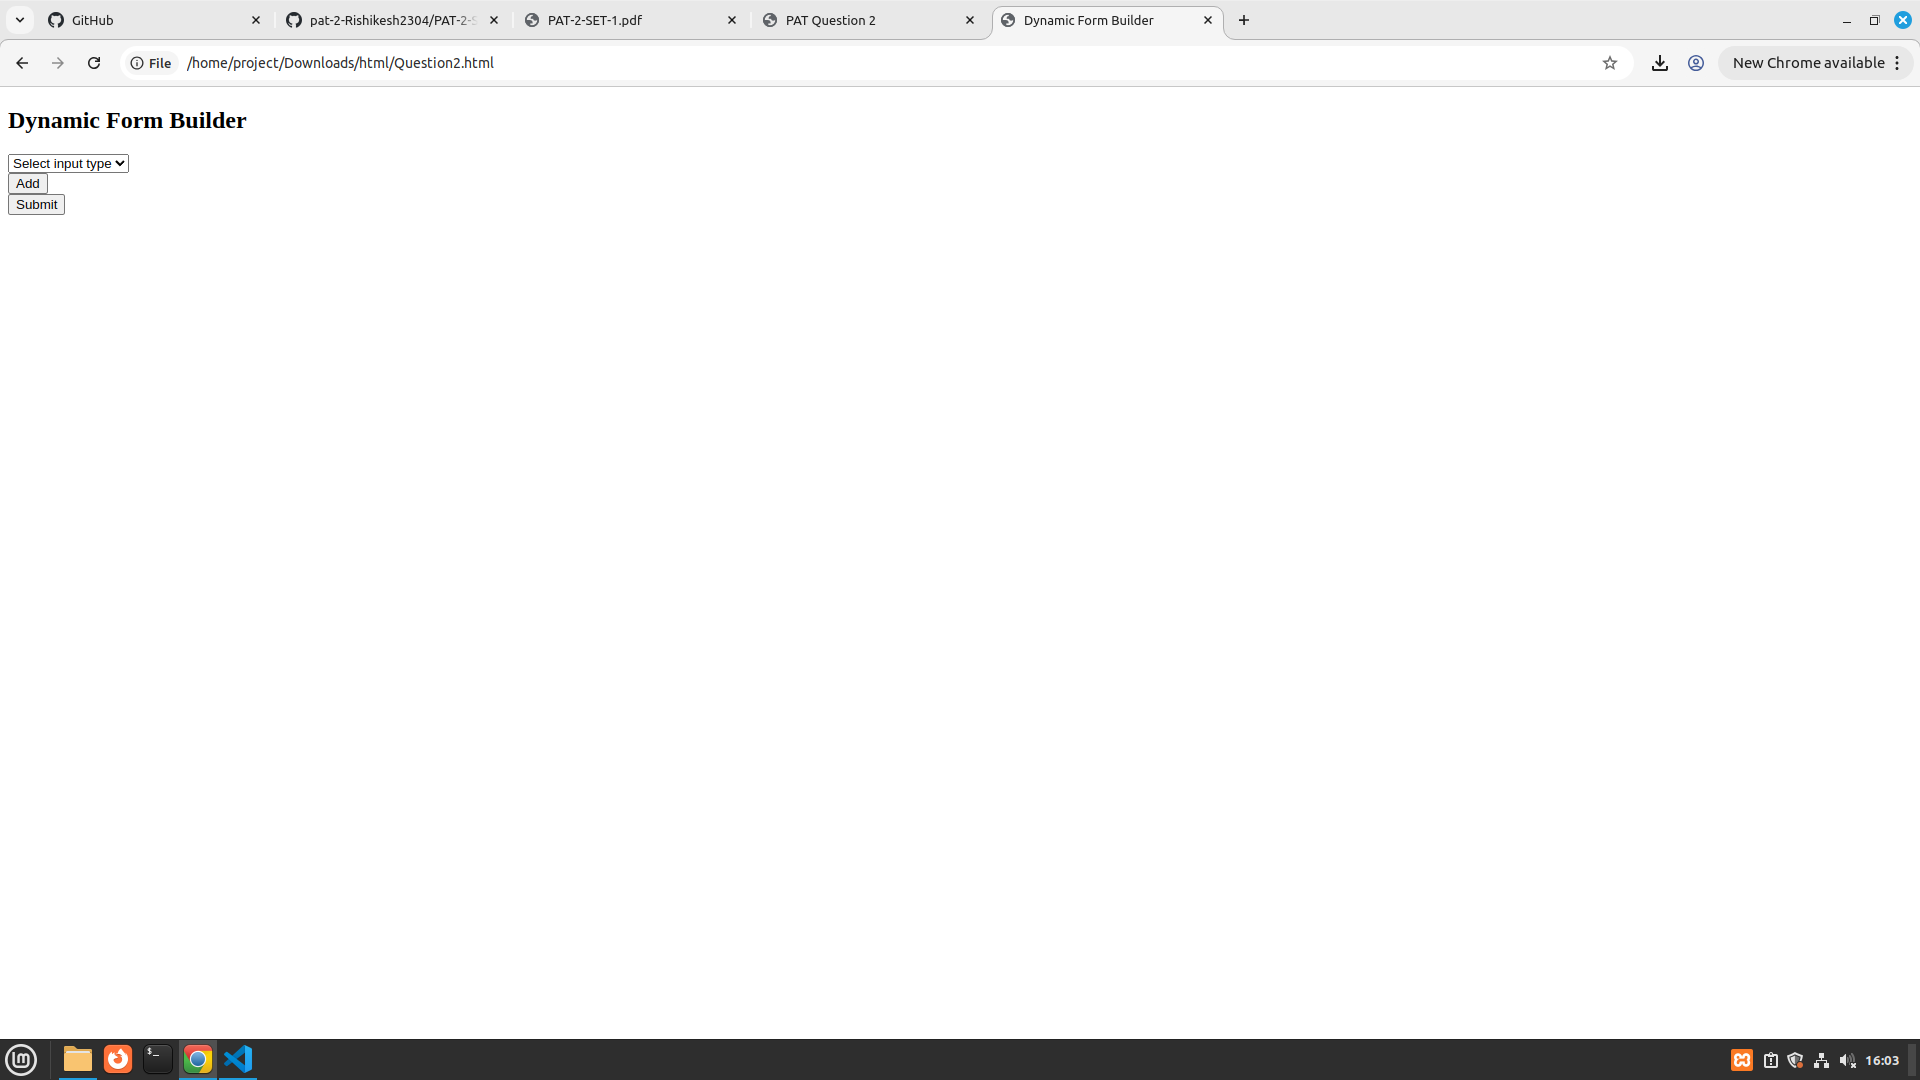 GitHub
pat-2-Rishikesh2304/PAT-2-S
PAT-2-SET-1.pdf
PAT Question 2
Dynamic Form Builder
File
/home/project/Downloads/html/Question2.html
New Chrome available
Dynamic Form Builder
Select input type
Add
Submit
16:03